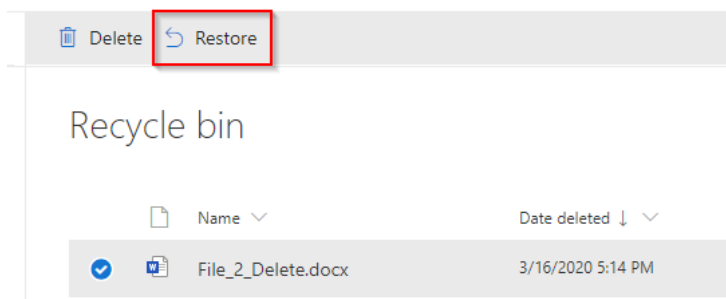 Delete Restore
Recycle bin
Name Date deleted
File_2_Delete.docx 3/16/2020 5:14 PM